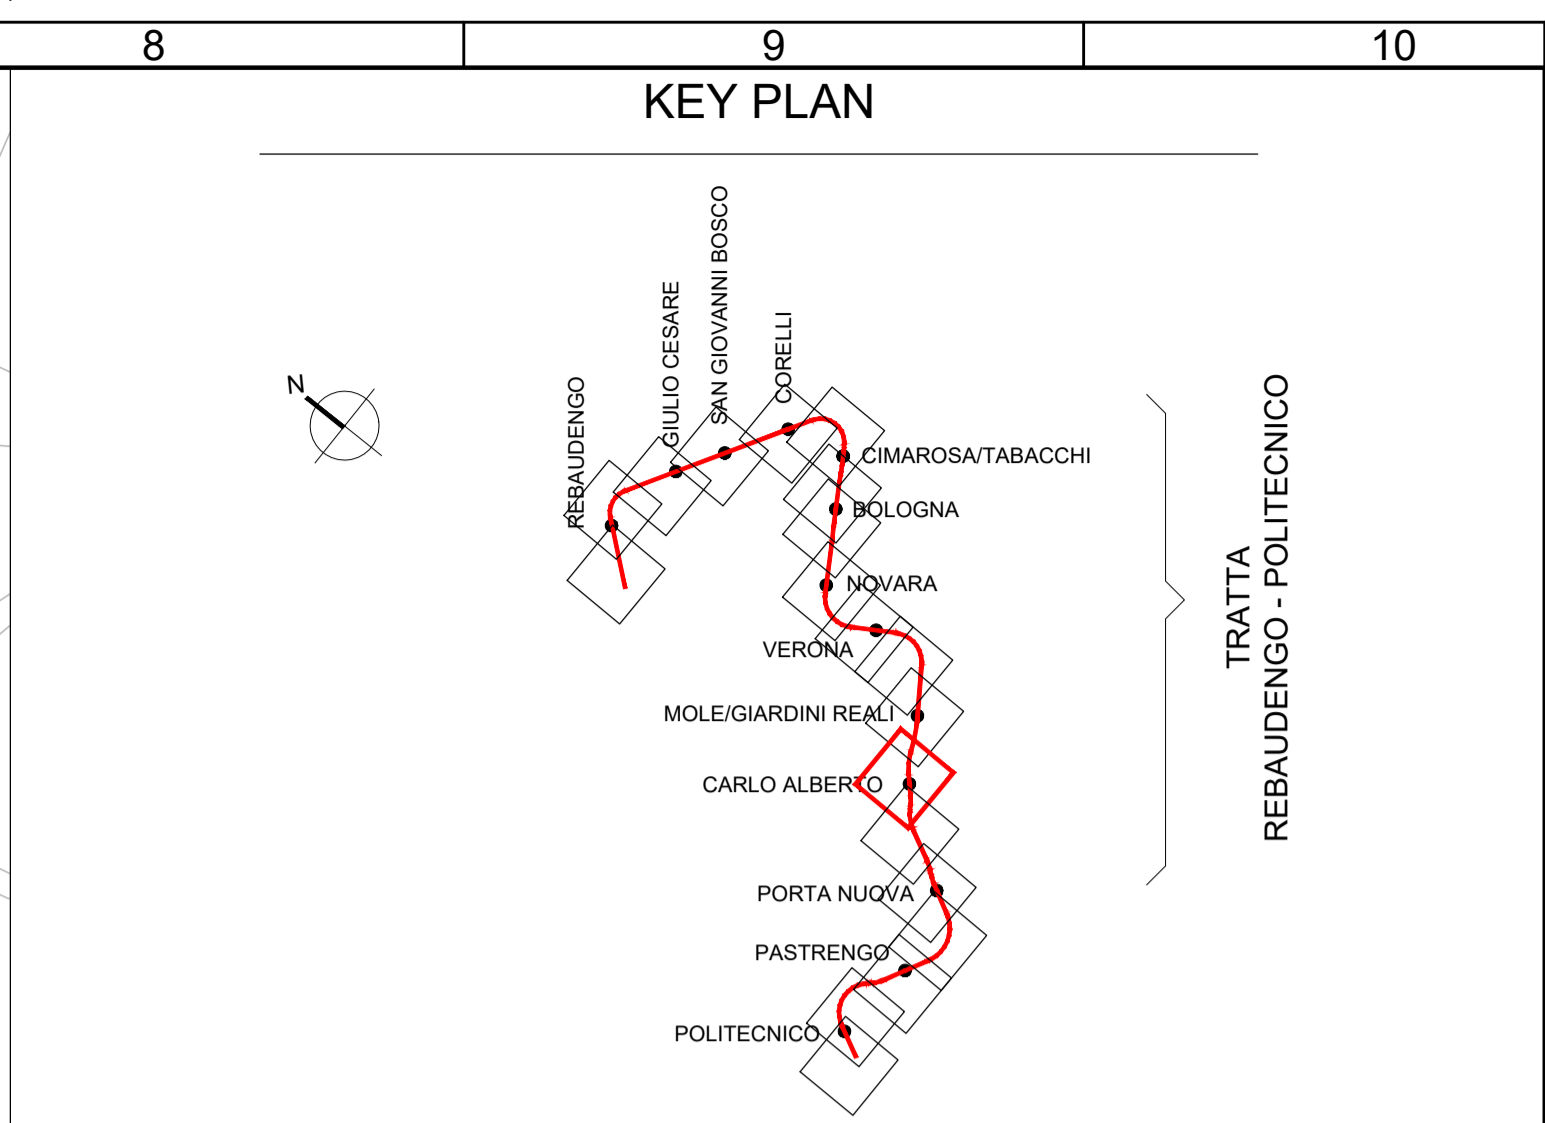 8
9
10
KEY PLAN
N
REBAUDENGO
GIULIO CESARE
SAN GIOVANNI BOSCO
CORELLI
CIMAROSA/TABACCHI
BOLOGNA
NOVARA
VERONA
MOLE/GIARDINI REALI
CARLO ALBERTO
PORTA NUOVA
PASTRENGO
POLITECNICO
TRATTA
REBAUDENGO - POLITECNICO